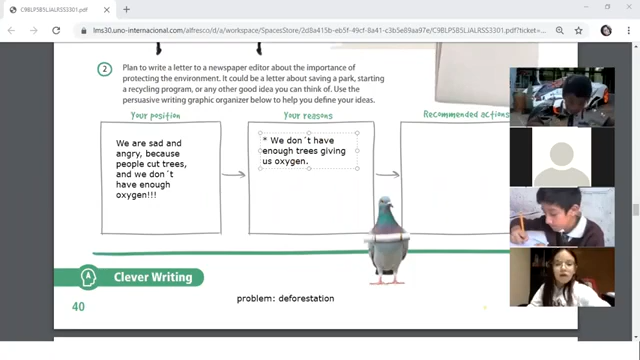 C9BLP5B5LJALRSS3301.pdf
lms30.uno-internacional.com/alfresco/d/a/workspace/SpacesStore/2d8a415b-eb5f-49cf-8a41-c3b5e89aa97e/C9BLP5B5LJALRSS3301.pdf?ticket=...
2 Plan to write a letter to a newspaper editor about the importance of
protecting the environment. It could be a letter about saving a park, starting
a recycling program, or any other good idea you can think of. Use the
persuasive writing graphic organizer below to help you define your ideas.
Your position
Your reasons
Recommended actions
We are sad and
angry, because
people cut trees,
and we don´t
have enough
oxygen!!!
* We don´t have
enough trees giving
us oxygen.
A Clever Writing
40
problem: deforestation